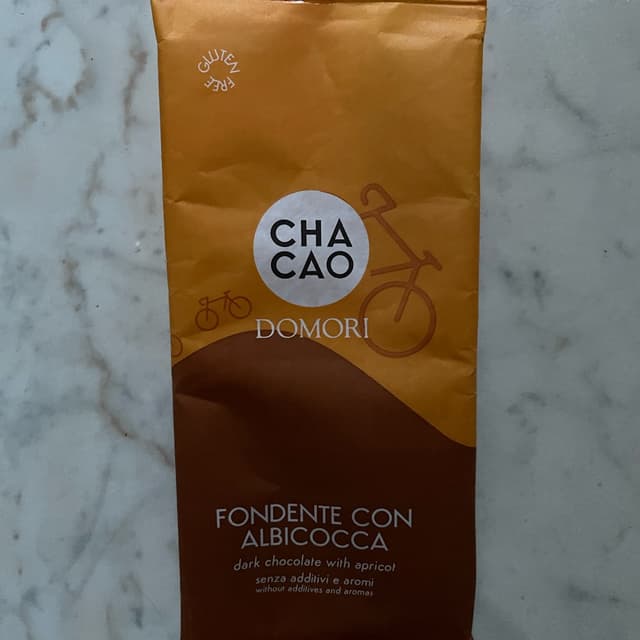 GLUTEN
FREE
CHA
CAO
DOMORI
FONDENTE CON
ALBICOCCA
dark chocolate with apricot
senza additivi e aromi
without additives and aromas